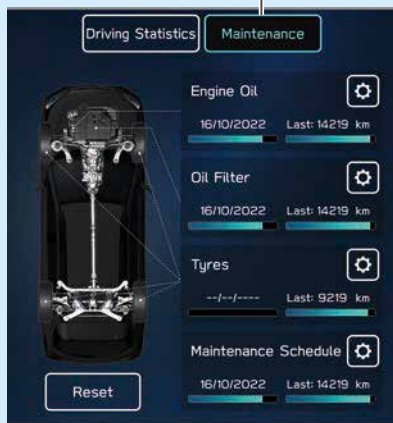 Driving Statistics
Maintenance
Engine Oil
16/10/2022 Last: 14219 km
Oil Filter
16/10/2022 Last: 14219 km
Tyres
--/--/---- Last: 9219 km
Maintenance Schedule
16/10/2022 Last: 14219 km
Reset